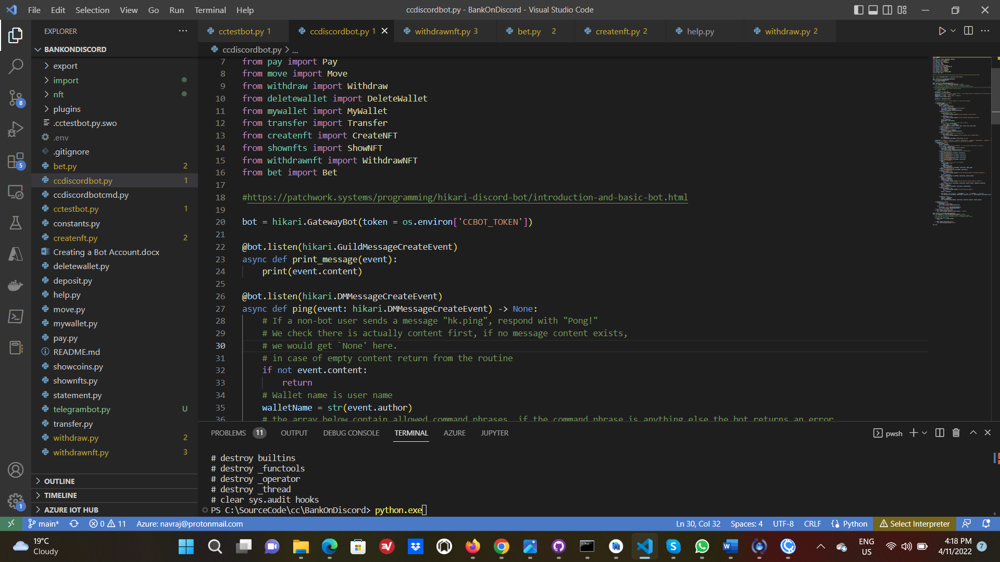 File Edit Selection View Go Run Terminal Help
ccdiscordbot.py - BankOnDiscord - Visual Studio Code
EXPLORER ...
BANKONDISCORD
export
import
nft
plugins
.cctestbot.py.swo
.env
.gitignore
bet.py 2
ccdiscordbot.py 1
ccdiscordbotcmd.py
cctestbot.py 1
constants.py
createnft.py 2
Creating a Bot Account.docx
deletewallet.py
deposit.py
help.py
move.py
mywallet.py
pay.py
README.md
showcoins.py
shownfts.py
statement.py
telegrambot.py U
transfer.py
withdraw.py 2
withdrawnft.py 3
OUTLINE
TIMELINE
AZURE IOT HUB
8
5
1
cctestbot.py 1 ccdiscordbot.py 1 withdrawnft.py 3 bet.py 2 createnft.py 2 help.py withdraw.py 2
ccdiscordbot.py > ...
7 from pay import Pay
8 from move import Move
9 from withdraw import Withdraw
10 from deletewallet import DeleteWallet
11 from mywallet import MyWallet
12 from transfer import Transfer
13 from createnft import CreateNFT
14 from shownfts import ShowNFT
15 from withdrawnft import WithdrawNFT
16 from bet import Bet
17
18 #https://patchwork.systems/programming/hikari-discord-bot/introduction-and-basic-bot.html
19
20 bot = hikari.GatewayBot(token = os.environ['CCBOT_TOKEN'])
21
22 @bot.listen(hikari.GuildMessageCreateEvent)
23 async def print_message(event):
24 print(event.content)
25
26 @bot.listen(hikari.DMMessageCreateEvent)
27 async def ping(event: hikari.DMMessageCreateEvent) -> None:
28 # If a non-bot user sends a message "hk.ping", respond with "Pong!"
29 # We check there is actually content first, if no message content exists,
30 # we would get `None' here.
31 # in case of empty content return from the routine
32 if not event.content:
33 return
34 # Wallet name is user name
35 walletName = str(event.author)
36 # the array below contain allowed command phrases, if the command phrase is anything else the bot returns an error
PROBLEMS 11 OUTPUT DEBUG CONSOLE TERMINAL AZURE JUPYTER
pwsh
# destroy builtins
# destroy _functools
# destroy _operator
# destroy _thread
# clear sys.audit hooks
PS C:\SourceCode\cc\BankOnDiscord> python.exe
main* 0 11 Azure: navraj@protonmail.com
Ln 30, Col 32 Spaces: 4 UTF-8 CRLF Python Select Interpreter
19°C
Cloudy
ENG
US
4:18 PM
4/11/2022
7